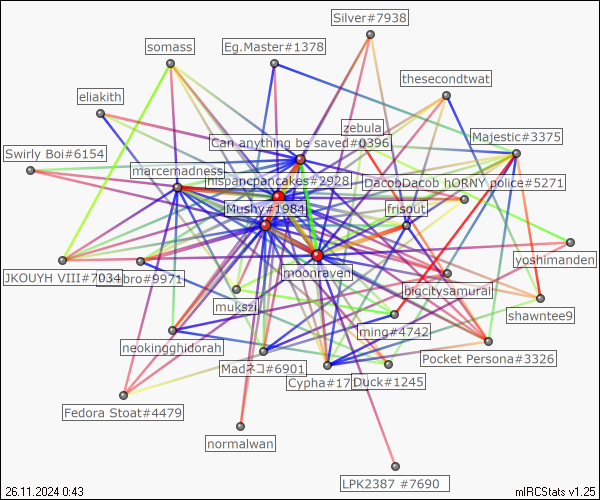 Silver#7938
somass
Eg.Master#1378
thesecondtwat
eliakith
zebula
Majestic#3375
Can anything be saved#0396
Swirly Boi#6154
marcemadness
hispancpancakes#2928
DacobDacob hORNY police#5271
Mushy#1984
frisout
yoshimanden
JKOUYH VIII#7034
bro#9971
moonraven
bigcitysamurai
mukszi
shawntee9
ming#4742
neokingghidorah
Pocket Persona#3326
Madネコ#6901
Cypha#17
Duck#1245
Fedora Stoat#4479
normalwan
LPK2387 #7690
26.11.2024 0:43
mIRCStats v1.25